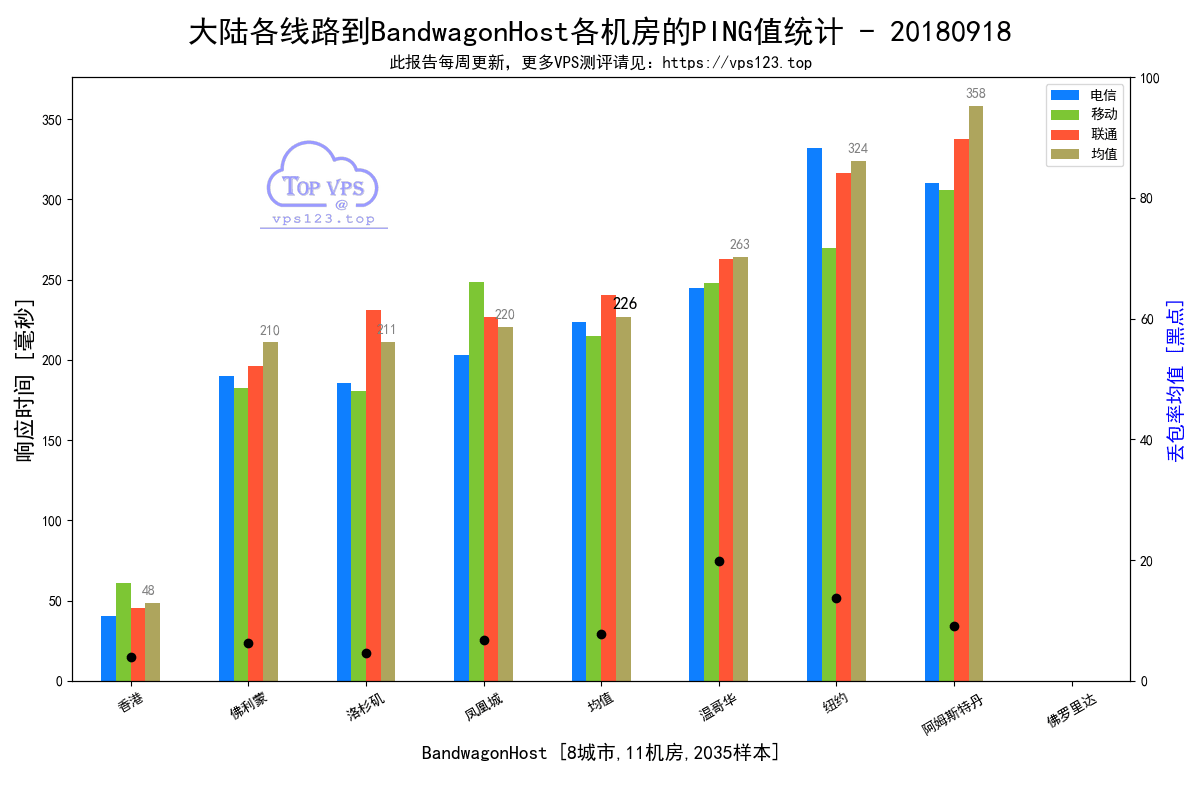 大陆各线路到BandwagonHost各机房的PING值统计 - 20180918
此报告每周更新，更多VPS测评请见：https://vps123.top
电信
移动
联通
均值
TOP VPS
@
vps123.top
响应时间 [毫秒]
350
300
250
200
150
100
50
0
48
210
211
220
226
263
324
358
100
80
60
40
20
0
丢包率均值 [黑点]
香港
佛利蒙
洛杉矶
凤凰城
均值
温哥华
纽约
阿姆斯特丹
佛罗里达
BandwagonHost [8城市,11机房,2035样本]